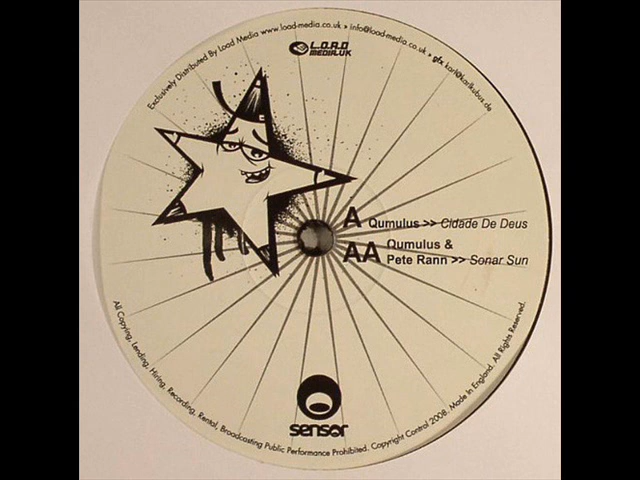 Exclusively Distributed By Load Media www.load-media.co.uk » info@load-media.co.uk » gfx karl@karlkubus.de
L.O.A.D
MEDIA.UK
A Qumulus >> Cidade De Deus
AA Qumulus &
Pete Rann >> Sonar Sun
sensor
All Copying, Lending, Hiring, Recording, Rental, Broadcasting Public Performance Prohibited. Copyright Control 2008. Made In England. All Rights Reserved.